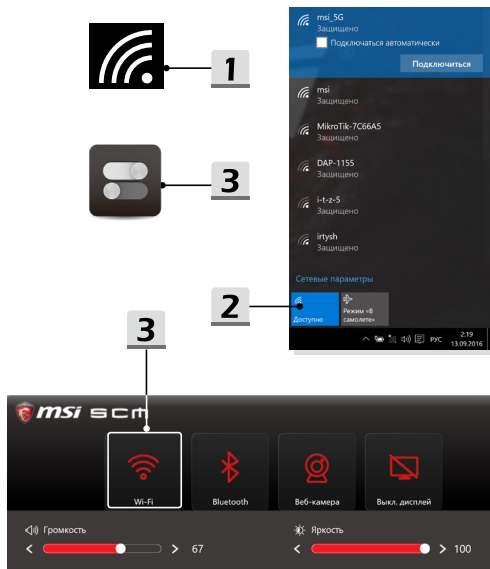 1
3
2
3
msi_5G
Защищено
Подключаться автоматически
Подключиться
msi
Защищено
MikroTik-7C66A5
Защищено
DAP-1155
Защищено
i-t-z-5
Защищено
irtysh
Защищено
Сетевые параметры
Доступно
Режим «В
самолете»
РУС
2:19
13.09.2016
msi SCM
Wi-Fi
Bluetooth
Веб-камера
Выкл. дисплей
Громкость
< > 67
Яркость
< > 100